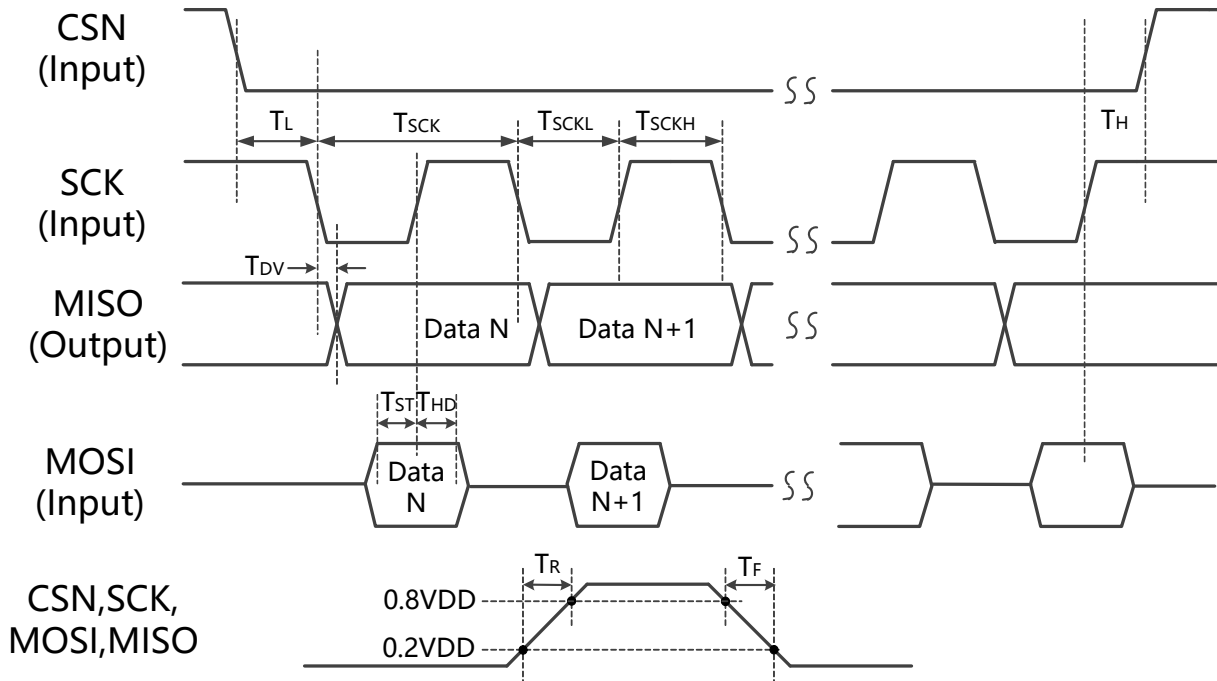 CSN
(Input)
TL
TSCK
TSCKL
TSCKH
TH
SCK
(Input)
TDV
MISO
(Output)
Data N
Data N+1
TST
THD
MOSI
(Input)
Data
N
Data
N+1
TR
TF
CSN,SCK,
MOSI,MISO
0.8VDD
0.2VDD